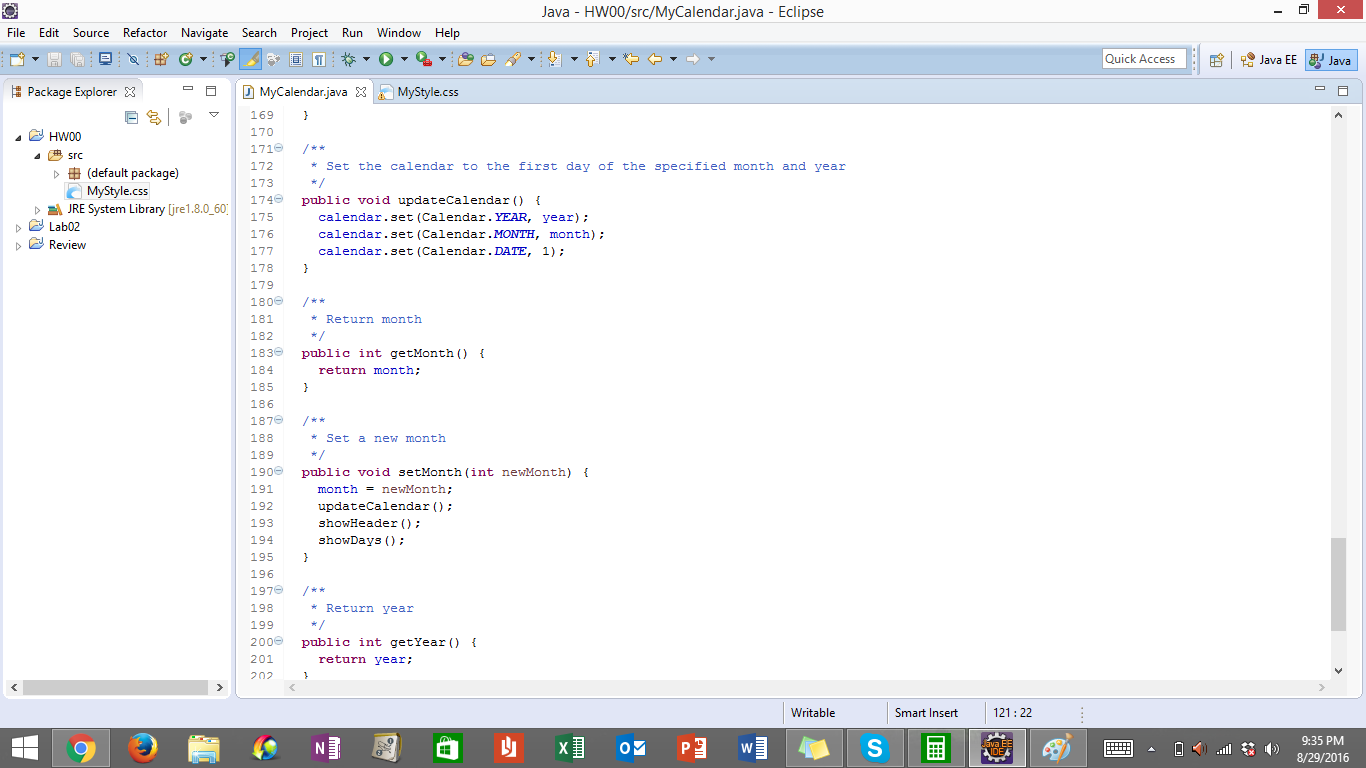 Java - HW00/src/MyCalendar.java - Eclipse
File Edit Source Refactor Navigate Search Project Run Window Help
Quick Access Java EE Java
Package Explorer
MyCalendar.java MyStyle.css
HW00
src
(default package)
MyStyle.css
JRE System Library [jre1.8.0_60]
Lab02
Review
169 }
170
171 /**
172 * Set the calendar to the first day of the specified month and year
173 */
174 public void updateCalendar() {
175 calendar.set(Calendar.YEAR, year);
176 calendar.set(Calendar.MONTH, month);
177 calendar.set(Calendar.DATE, 1);
178 }
179
180 /**
181 * Return month
182 */
183 public int getMonth() {
184 return month;
185 }
186
187 /**
188 * Set a new month
189 */
190 public void setMonth(int newMonth) {
191 month = newMonth;
192 updateCalendar();
193 showHeader();
194 showDays();
195 }
196
197 /**
198 * Return year
199 */
200 public int getYear() {
201 return year;
202 }
Writable Smart Insert 121 : 22
Java EE
IDE
9:35 PM
8/29/2016